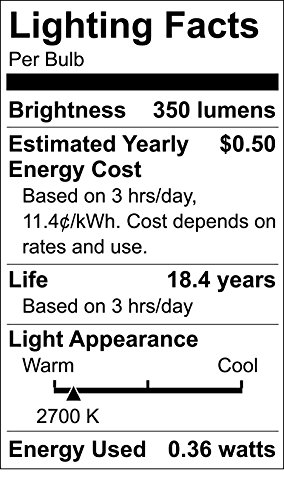 Lighting Facts
Per Bulb
Brightness 350 lumens
Estimated Yearly $0.50
Energy Cost
Based on 3 hrs/day,
11.4¢/kWh. Cost depends on
rates and use.
Life 18.4 years
Based on 3 hrs/day
Light Appearance
Warm Cool
2700 K
Energy Used 0.36 watts